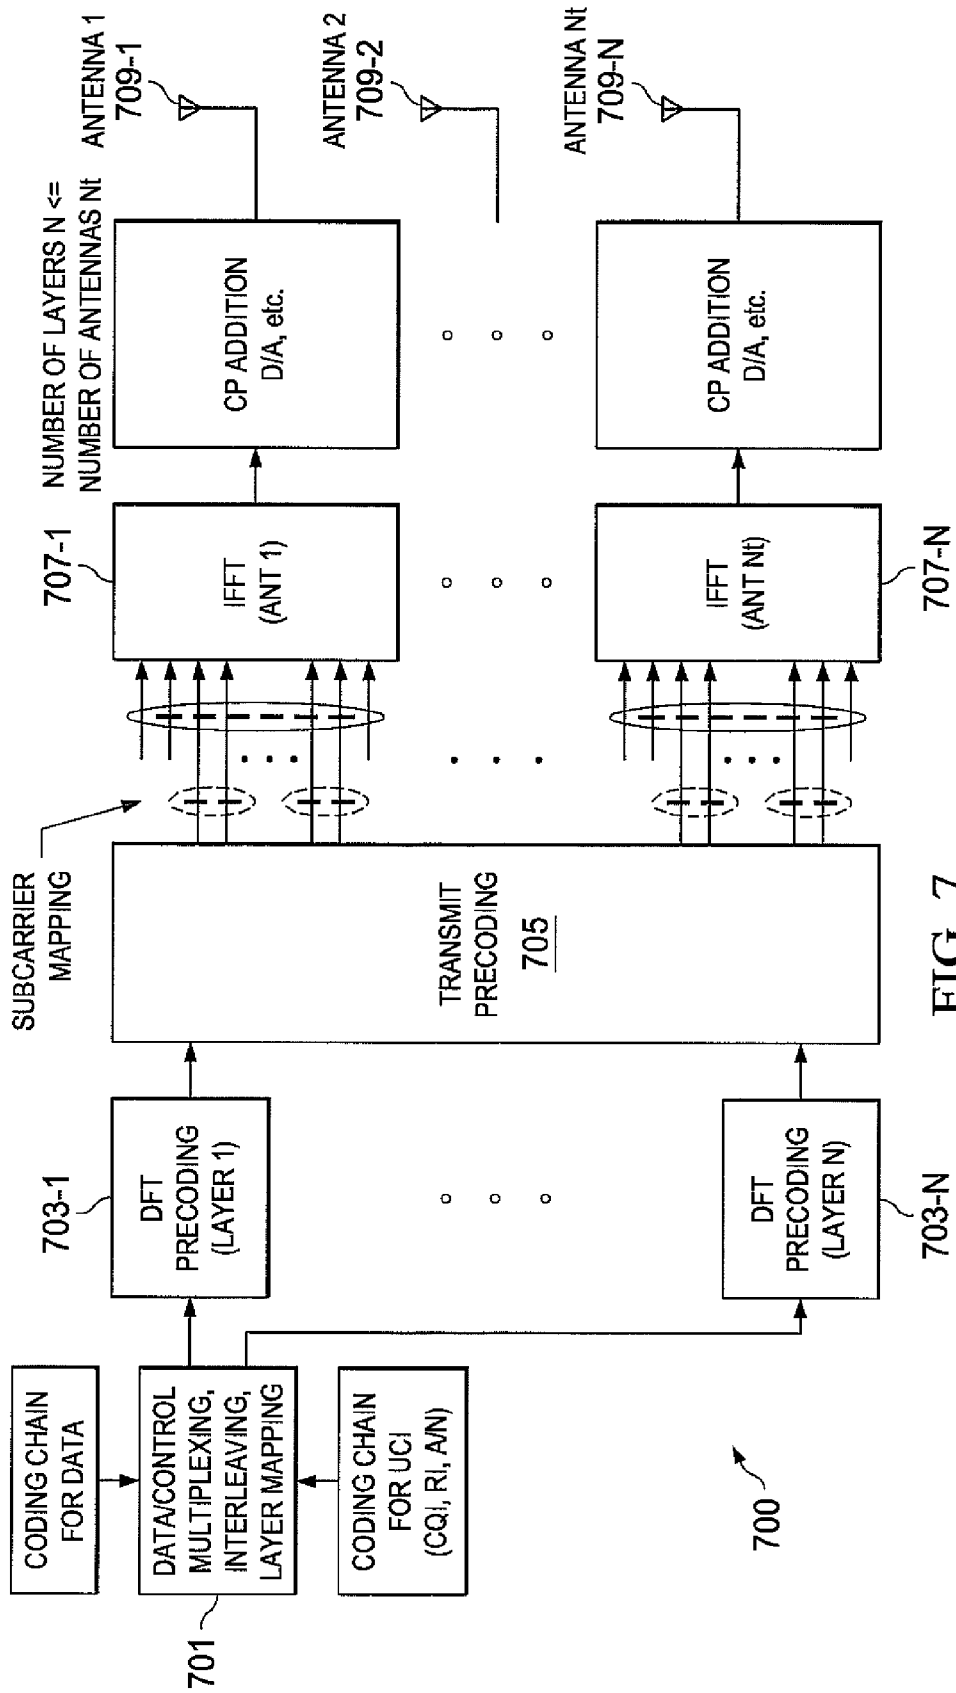 CODING CHAIN
FOR DATA
DATA/CONTROL
MULTIPLEXING,
INTERLEAVING,
LAYER MAPPING
701
CODING CHAIN
FOR UCI
(CQI, RI, A/N)
700
703-1
DFT
PRECODING
(LAYER 1)
DFT
PRECODING
(LAYER N)
703-N
SUBCARRIER
MAPPING
TRANSMIT
PRECODING
705
707-1
IFFT
(ANT 1)
IFFT
(ANT Nt)
707-N
NUMBER OF LAYERS N <=
NUMBER OF ANTENNAS Nt
CP ADDITION
D/A, etc.
CP ADDITION
D/A, etc.
ANTENNA 1
709-1
ANTENNA 2
709-2
ANTENNA Nt
709-N
FIG. 7